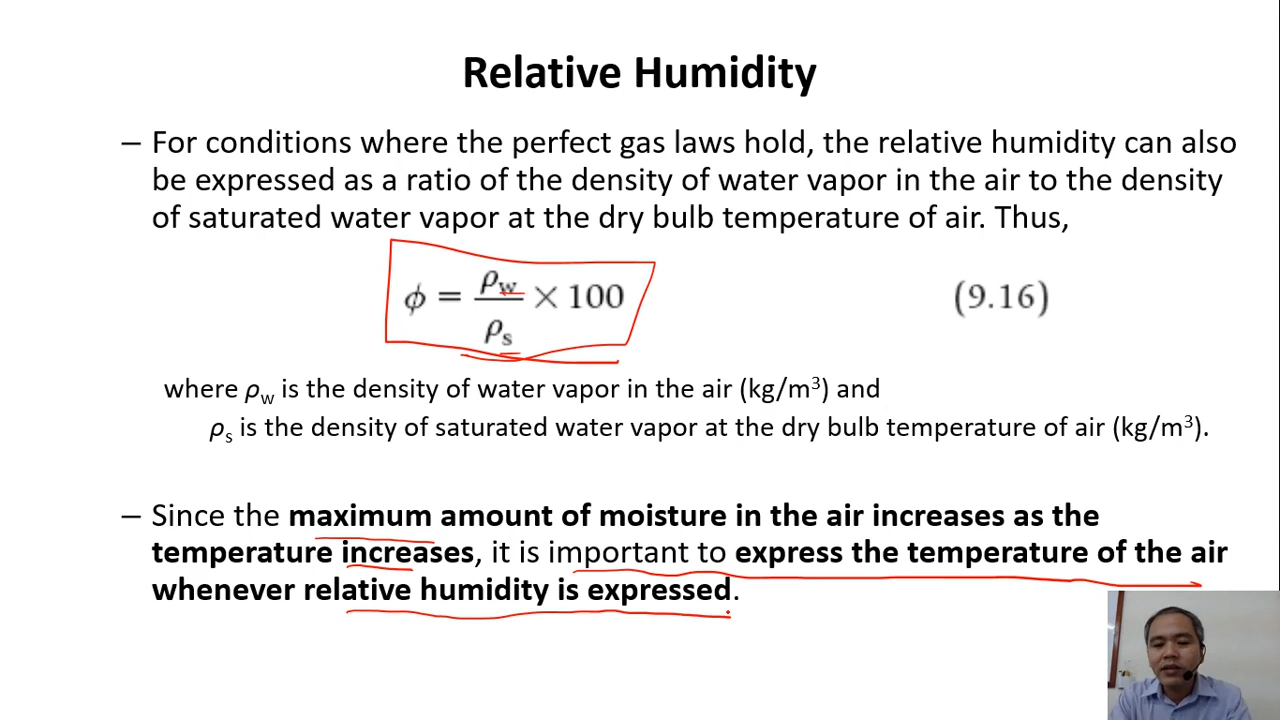 Relative Humidity
– For conditions where the perfect gas laws hold, the relative humidity can also
be expressed as a ratio of the density of water vapor in the air to the density
of saturated water vapor at the dry bulb temperature of air. Thus,
ϕ = ρw/ρs × 100 (9.16)
where ρw is the density of water vapor in the air (kg/m³) and
ρs is the density of saturated water vapor at the dry bulb temperature of air (kg/m³).
– Since the maximum amount of moisture in the air increases as the
temperature increases, it is important to express the temperature of the air
whenever relative humidity is expressed.